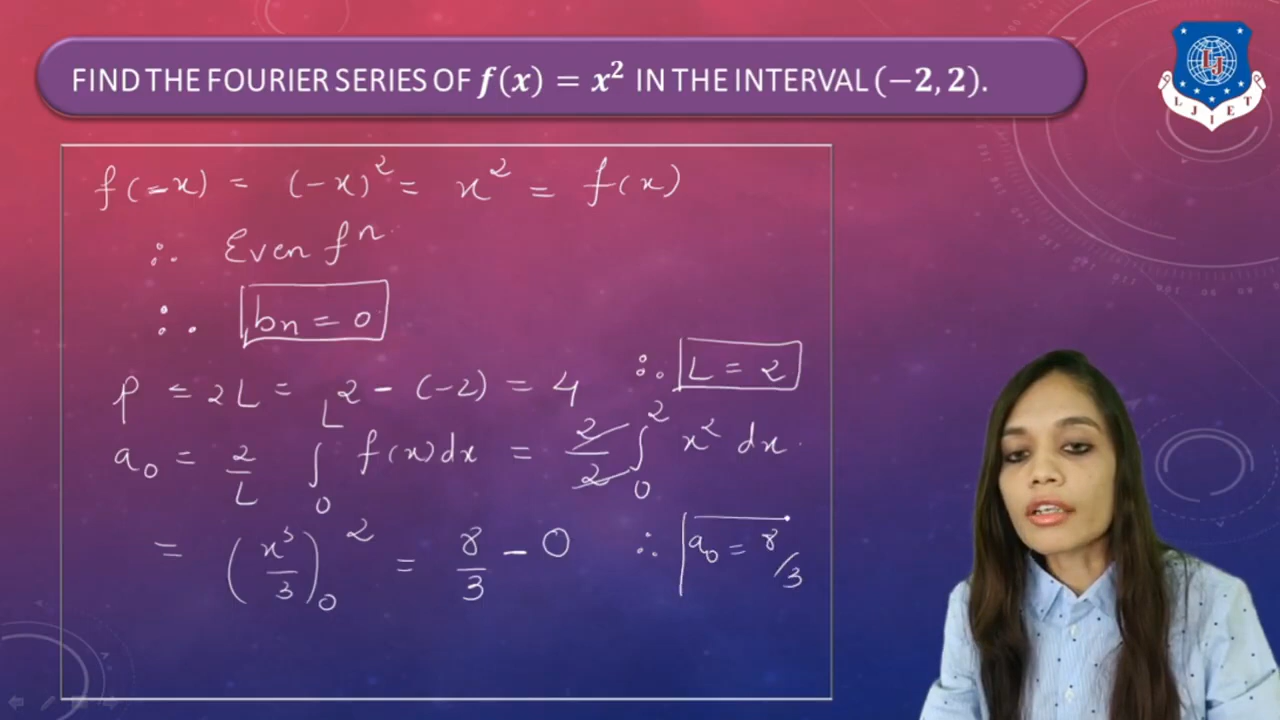 FIND THE FOURIER SERIES OF f(x) = x² IN THE INTERVAL (−2, 2).
LJ
LJIET
f(-x) = (-x)² = x² = f(x)
∴ Even fⁿ.
∴ bn = 0
p = 2L = 2 - (-2) = 4 ∴ L = 2
a₀ = 2/L ∫₀ᴸ f(x)dx = 2/2 ∫₀² x² dx.
= (x³/3)₀² = 8/3 - 0 ∴ a₀ = 8/3